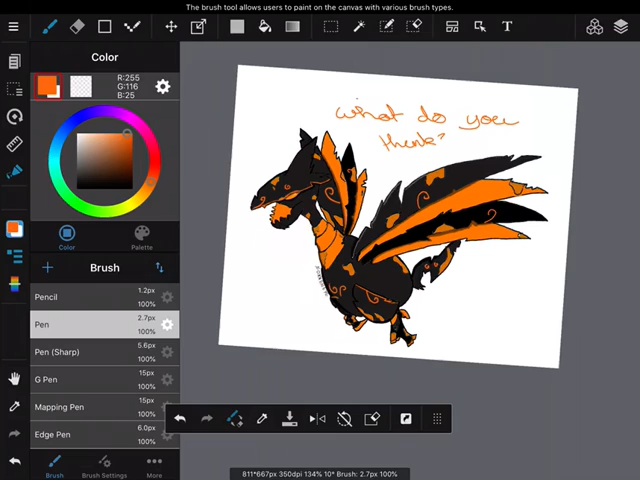 The brush tool allows users to paint on the canvas with various brush types.
T
Color
R:255
G:116
B:25
what do you
think?
Color
Palette
Brush
Pencil
1.2px
100%
Pen
2.7px
100%
Pen (Sharp)
5.6px
100%
G Pen
15px
100%
Mapping Pen
15px
100%
Edge Pen
6.0px
100%
Brush
Brush Settings
More
811*667px 350dpi 134% 10° Brush: 2.7px 100%